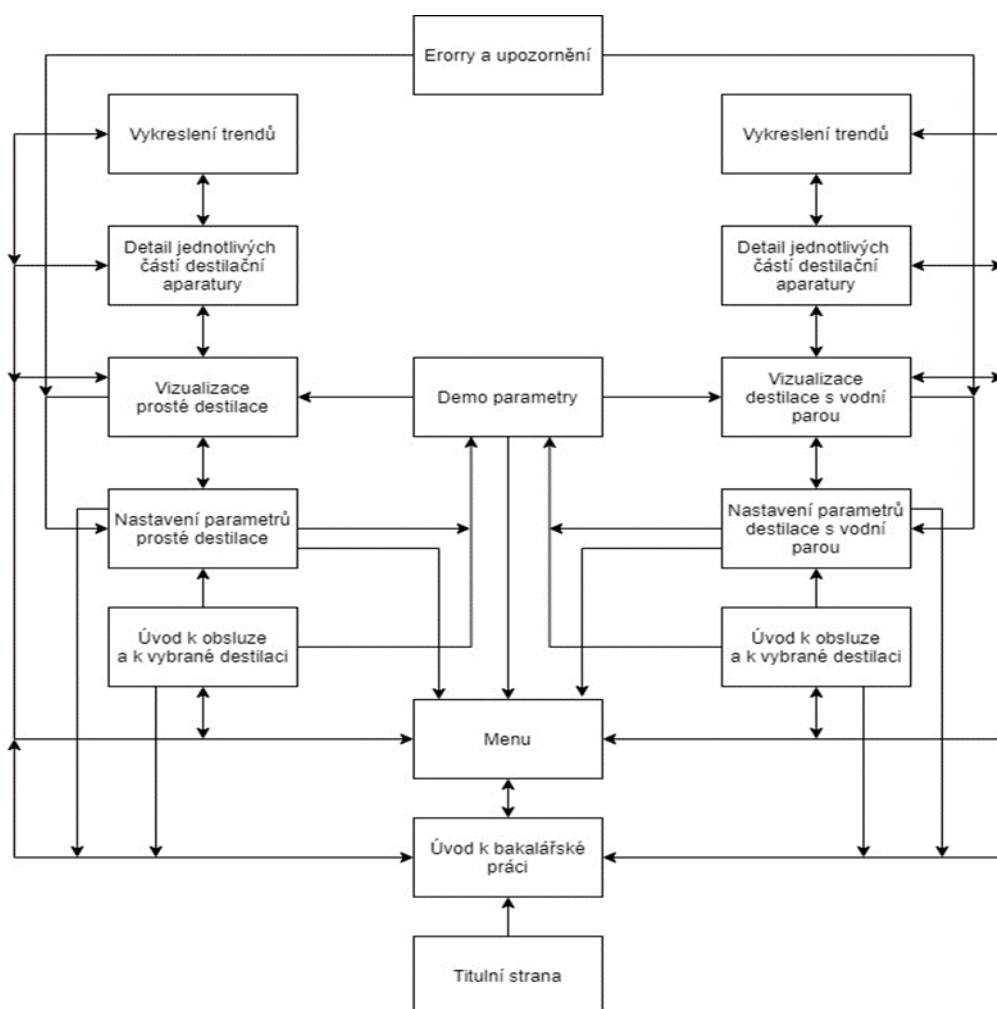 Erorry a upozornění
Vykreslení trendů
Vykreslení trendů
Detail jednotlivých
částí destilační
aparatury
Detail jednotlivých
částí destilační
aparatury
Vizualizace
prosté destilace
Demo parametry
Vizualizace
destilace s vodní
parou
Nastavení parametrů
prosté destilace
Nastavení parametrů
destilace s vodní
parou
Úvod k obsluze
a k vybrané destilaci
Úvod k obsluze
a k vybrané destilaci
Menu
Úvod k bakalářské
práci
Titulní strana